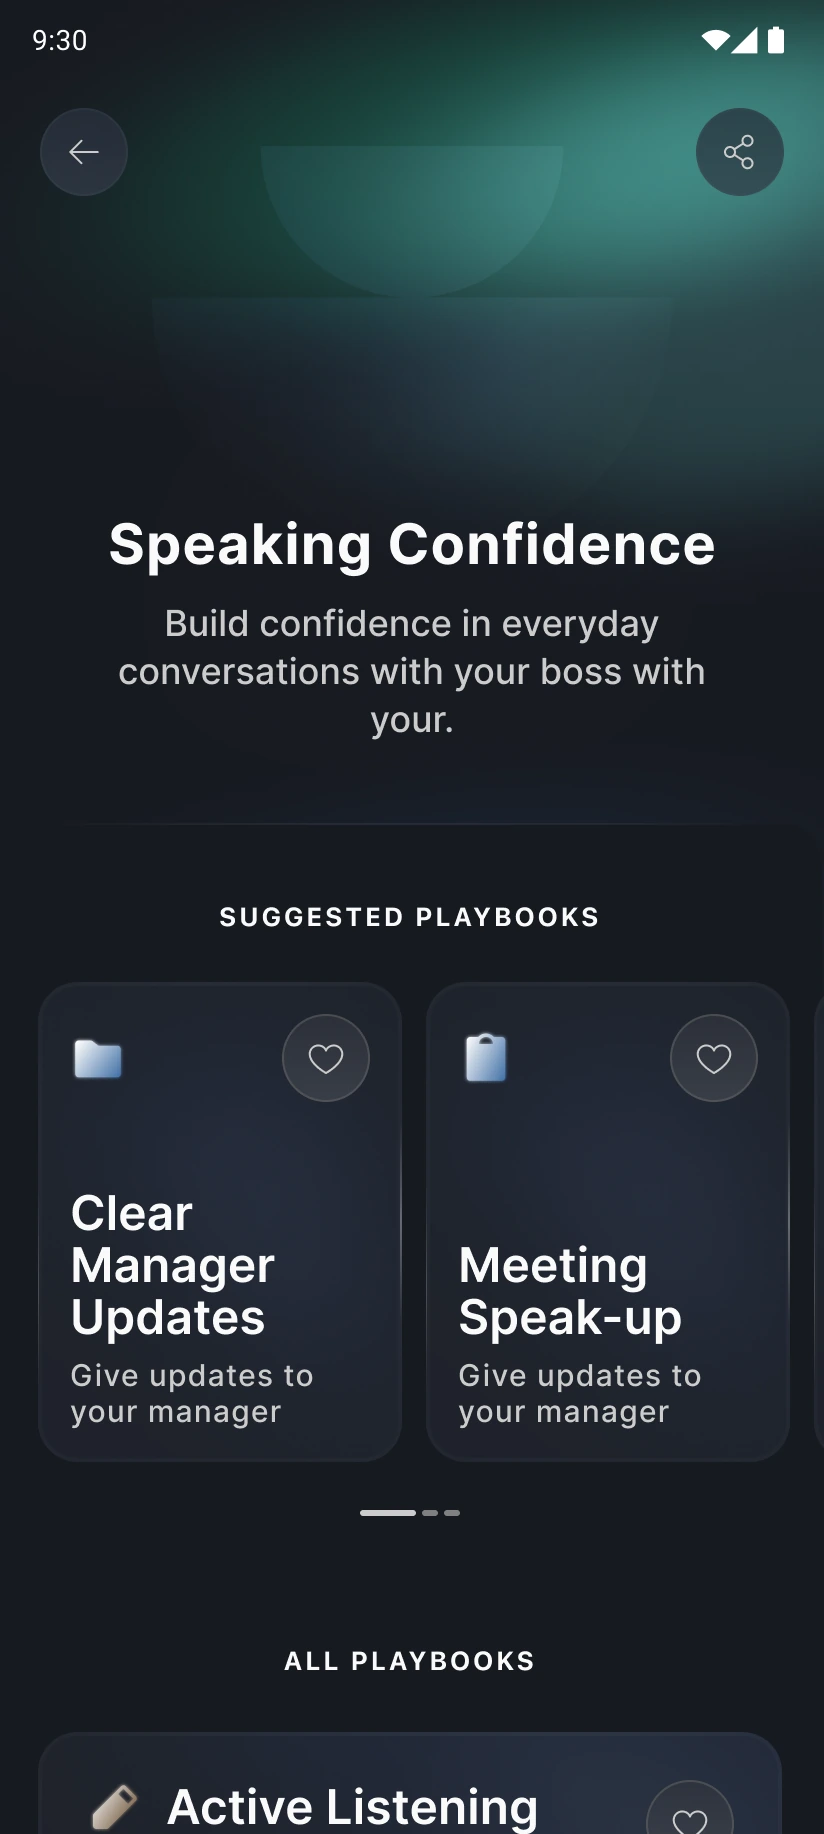 9:30
Speaking Confidence
Build confidence in everyday
conversations with your boss with
your.
SUGGESTED PLAYBOOKS
Clear
Manager
Updates
Give updates to
your manager
Meeting
Speak-up
Give updates to
your manager
ALL PLAYBOOKS
Active Listening